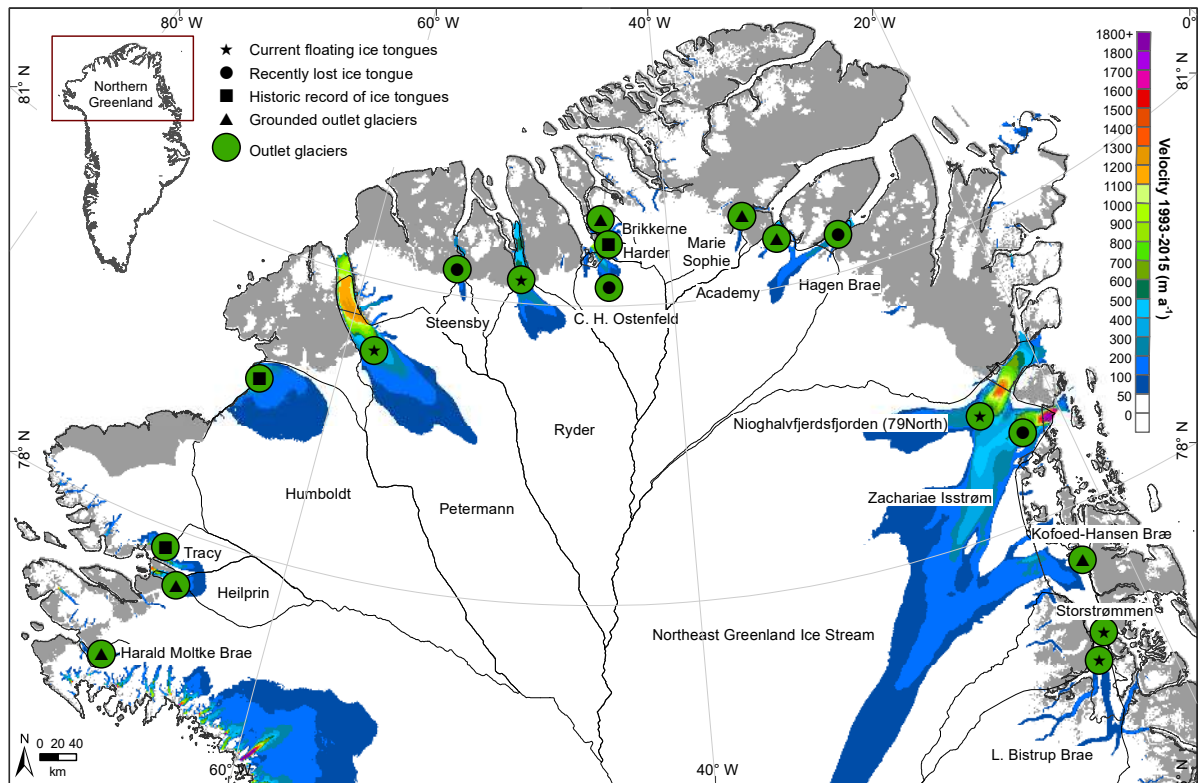 80° W
60° W
40° W
20° W
0°
81° N
81° N
78° N
78° N
60° W
40° W
N
Northern
Greenland
Current floating ice tongues
Recently lost ice tongue
Historic record of ice tongues
Grounded outlet glaciers
Outlet glaciers
1800+
1800
1700
1600
1500
1400
1300
1200
1100
1000
900
800
700
600
500
400
300
200
100
50
0
Velocity 1993-2015 (m a⁻¹)
Brikkerne
Harder
Marie
Sophie
Academy
Hagen Brae
C. H. Ostenfeld
Steensby
Ryder
Petermann
Humboldt
Nioghalvfjerdsfjorden (79North)
Zachariae Isstrøm
Kofoed-Hansen Bræ
Storstrømmen
L. Bistrup Brae
Northeast Greenland Ice Stream
Tracy
Heilprin
Harald Moltke Brae
N
0 20 40
km